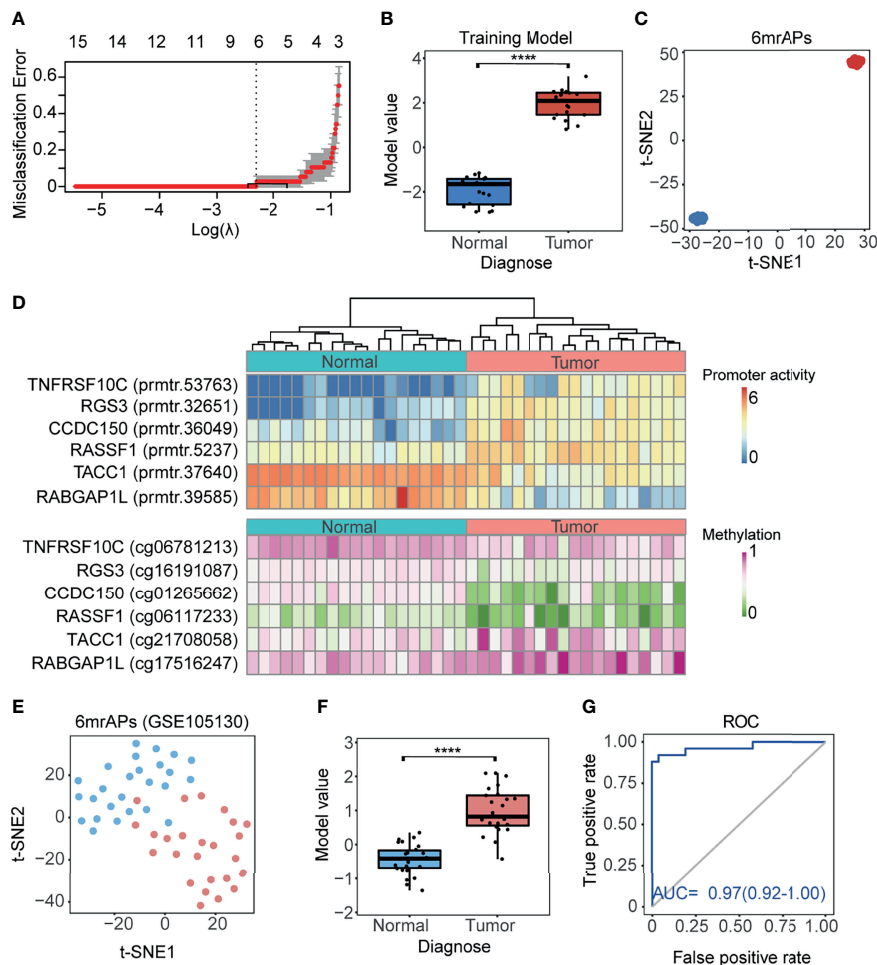 A
15 14 12 11 9 6 5 4 3
Misclassification Error
0.6
0.4
0.2
0
−5 −4 −3 −2 −1
Log(λ)
B
Training Model
****
Model value
4
2
0
−2
Normal Tumor
Diagnose
C
6mrAPs
t-SNE2
50
25
0
−25
−50
−30 −20 −10 0 10 20 30
t-SNE1
D
Normal Tumor
TNFRSF10C (prmtr.53763)
RGS3 (prmtr.32651)
CCDC150 (prmtr.36049)
RASSF1 (prmtr.5237)
TACC1 (prmtr.37640)
RABGAP1L (prmtr.39585)
Promoter activity
6
0
Normal Tumor
TNFRSF10C (cg06781213)
RGS3 (cg16191087)
CCDC150 (cg01265662)
RASSF1 (cg06117233)
TACC1 (cg21708058)
RABGAP1L (cg17516247)
Methylation
1
0
E
6mrAPs (GSE105130)
t-SNE2
20
0
−20
−40
−20 0 20
t-SNE1
F
****
Model value
3
2
1
0
−1
−2
Normal Tumor
Diagnose
G
ROC
True positive rate
1.00
0.75
0.50
0.25
0
AUC= 0.97(0.92-1.00)
0 0.25 0.50 0.75 1.00
False positive rate